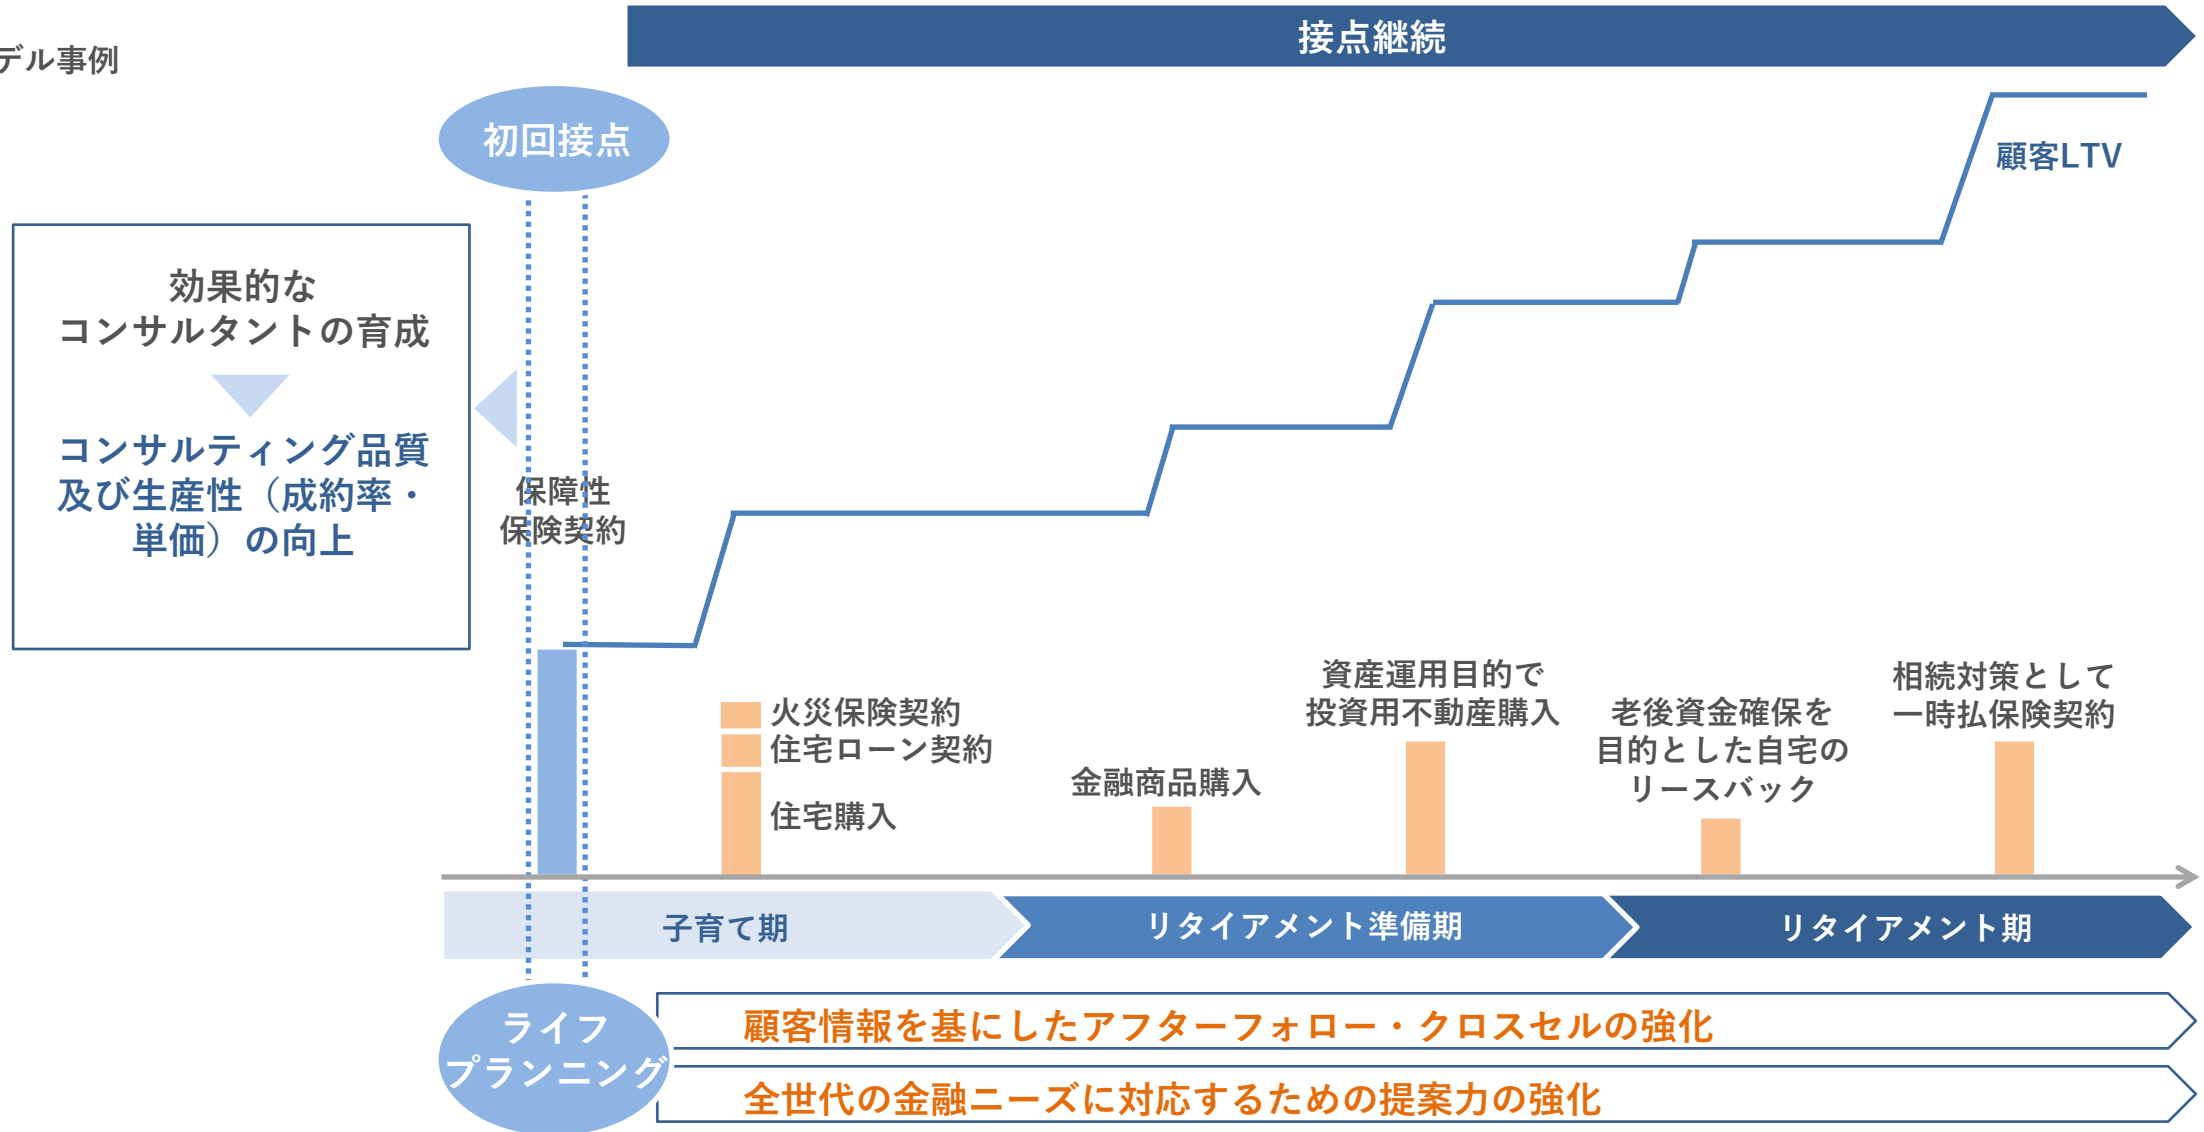 接点継続
デル事例
初回接点
顧客LTV
効果的な
コンサルタントの育成
コンサルティング品質
及び生産性（成約率・
単価）の向上
保障性
保険契約
火災保険契約
住宅ローン契約
住宅購入
金融商品購入
資産運用目的で
投資用不動産購入
老後資金確保を
目的とした自宅の
リースバック
相続対策として
一時払保険契約
子育て期
リタイアメント準備期
リタイアメント期
ライフ
プランニング
顧客情報を基にしたアフターフォロー・クロスセルの強化
全世代の金融ニーズに対応するための提案力の強化